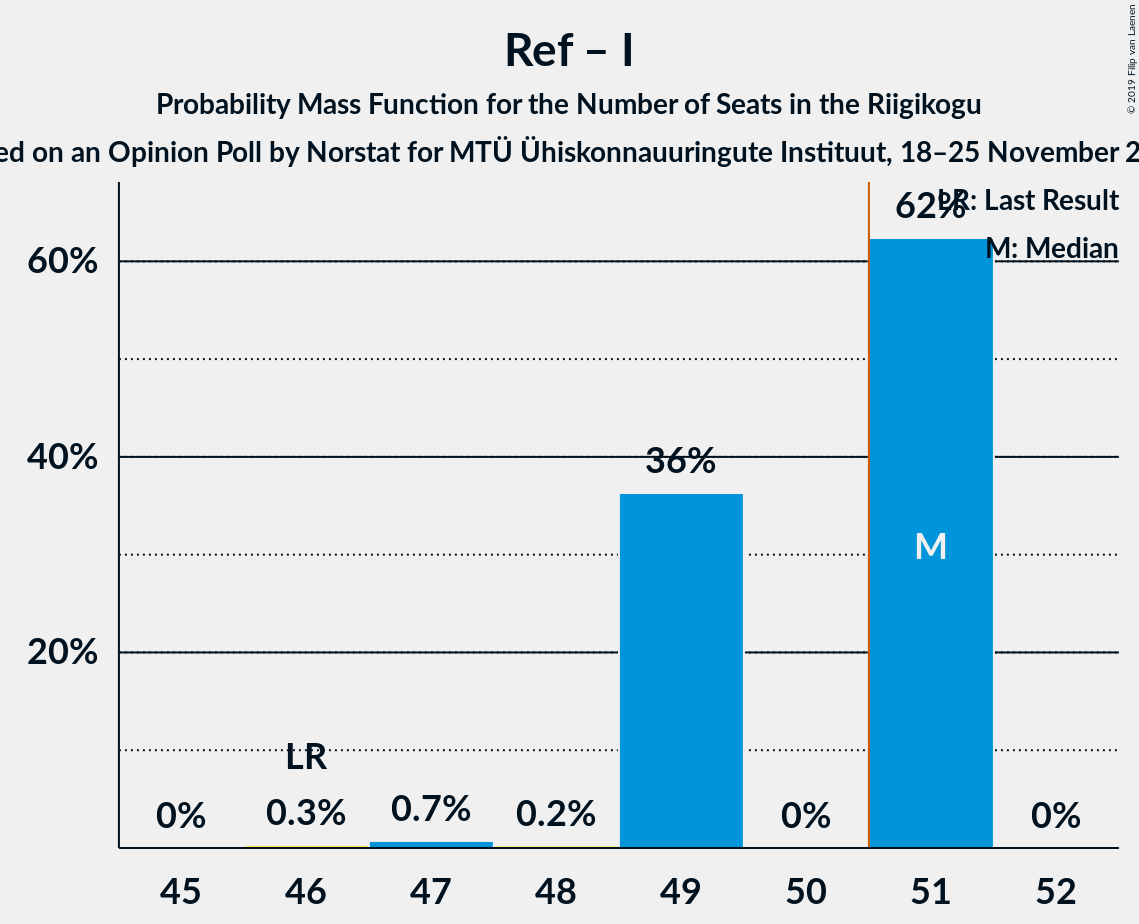 Ref – I
Probability Mass Function for the Number of Seats in the Riigikogu
ed on an Opinion Poll by Norstat for MTÜ Ühiskonnauuringute Instituut, 18–25 November 2
© 2019 Filip van Laenen
LR: Last Result
M: Median
62%
60%
40%
36%
M
20%
LR
0%
0.3%
0.7%
0.2%
0%
0%
45
46
47
48
49
50
51
52